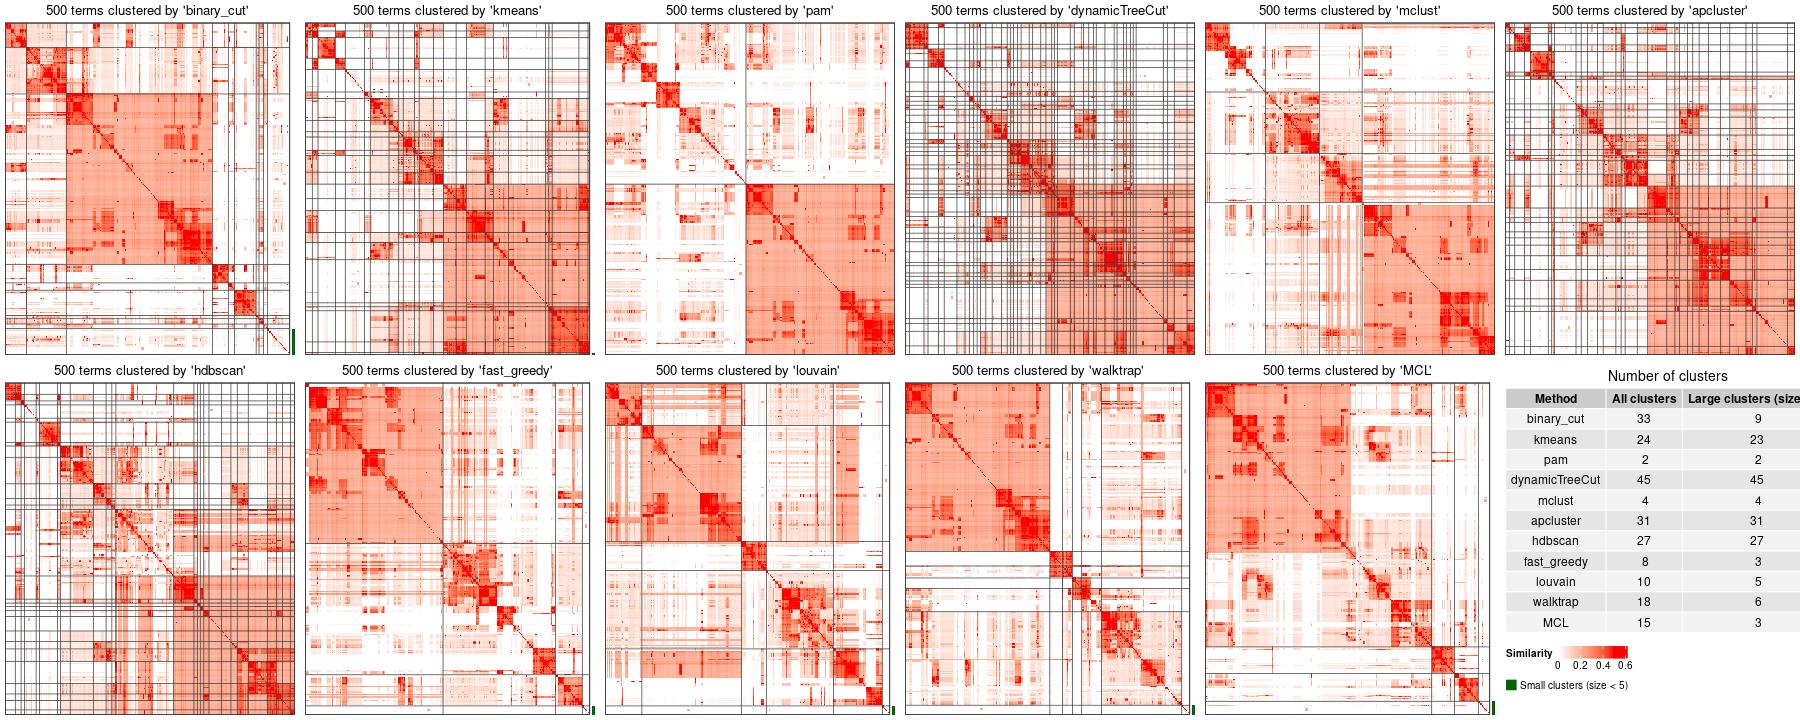 500 terms clustered by 'binary_cut'
500 terms clustered by 'kmeans'
500 terms clustered by 'pam'
500 terms clustered by 'dynamicTreeCut'
500 terms clustered by 'mclust'
500 terms clustered by 'apcluster'
500 terms clustered by 'hdbscan'
500 terms clustered by 'fast_greedy'
500 terms clustered by 'louvain'
500 terms clustered by 'walktrap'
500 terms clustered by 'MCL'
Number of clusters
Method All clusters Large clusters (size
binary_cut 33 9
kmeans 24 23
pam 2 2
dynamicTreeCut 45 45
mclust 4 4
apcluster 31 31
hdbscan 27 27
fast_greedy 8 3
louvain 10 5
walktrap 18 6
MCL 15 3
Similarity
0 0.2 0.4 0.6
Small clusters (size < 5)